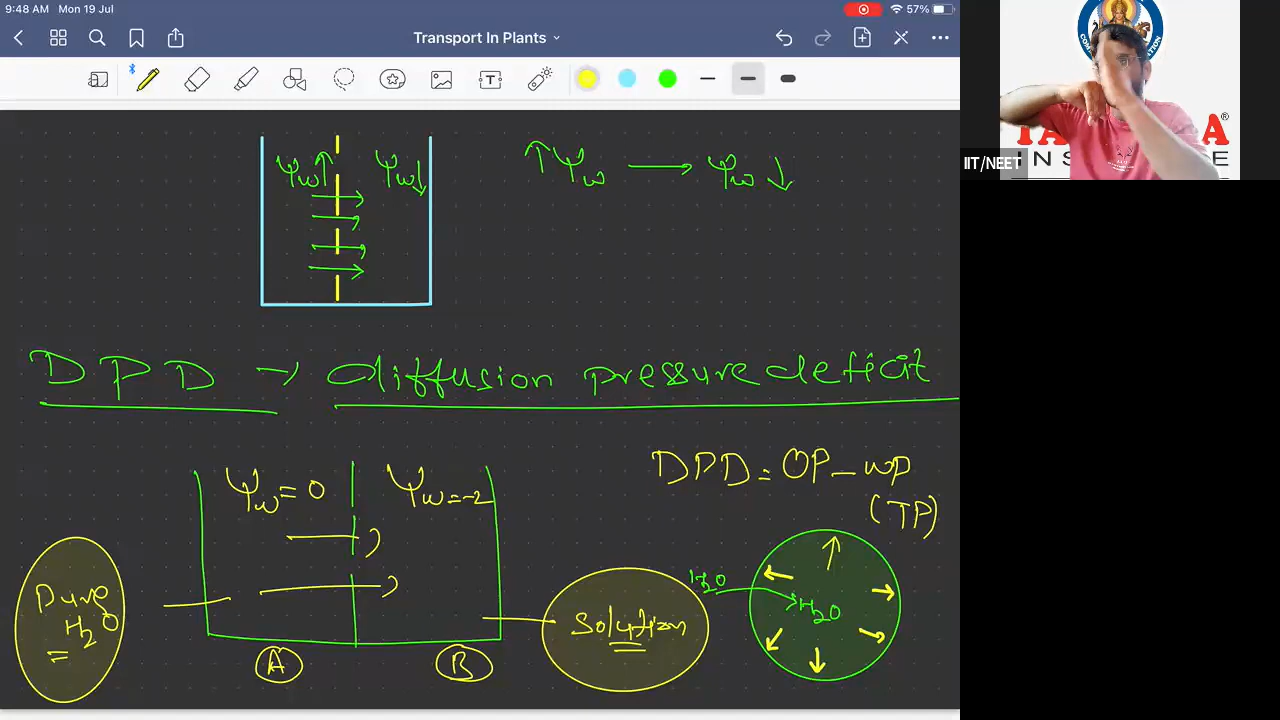 9:48 AM Mon 19 Jul
57%
Transport In Plants
T
Ψw↑ Ψw↓ ↑Ψw → Ψw↓
DPD → diffusion pressure deficit
Ψw = 0 Ψw = -2
DPD = OP - WP
(TP)
Pure
H2O
Solution
H2O
H2O
A B
IIT/NEET